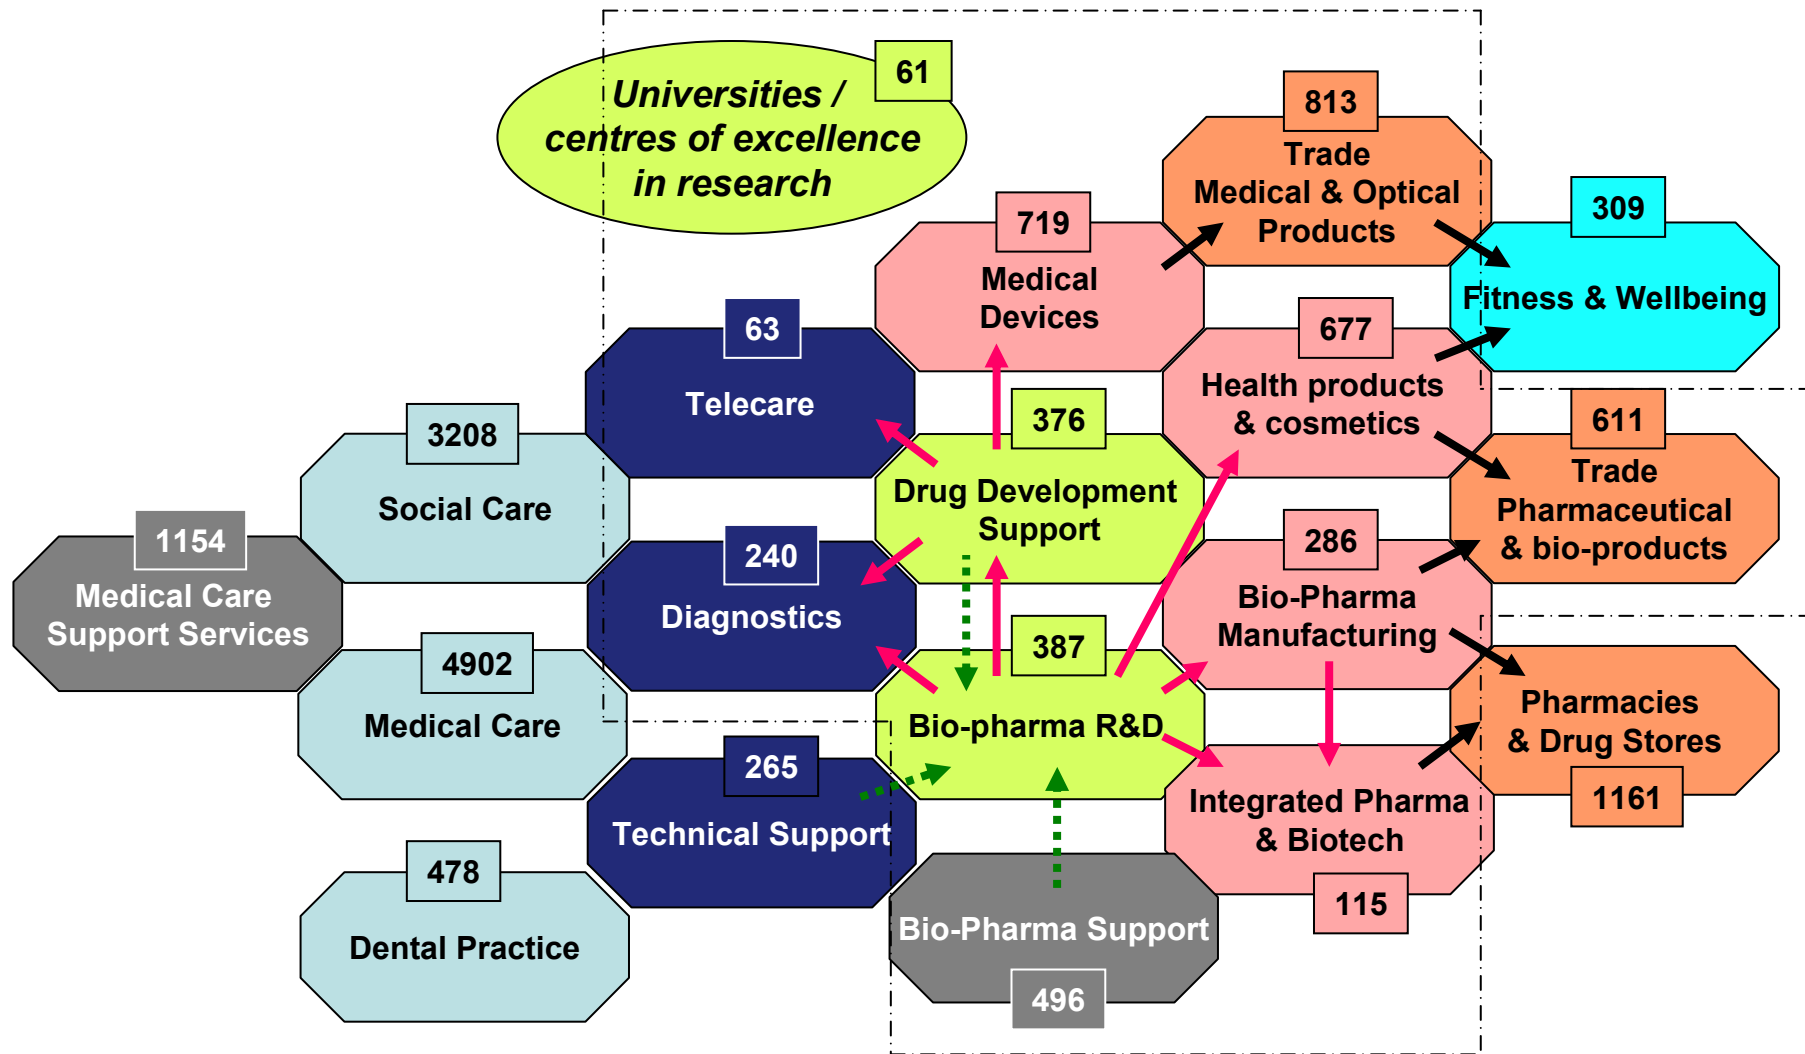 61
Universities /
centres of excellence
in research
813
Trade
Medical & Optical
Products
719
Medical
Devices
309
Fitness & Wellbeing
63
Telecare
677
Health products
& cosmetics
3208
Social Care
376
Drug Development
Support
611
Trade
Pharmaceutical
& bio-products
1154
Medical Care
Support Services
240
Diagnostics
286
Bio-Pharma
Manufacturing
4902
Medical Care
387
Bio-pharma R&D
Pharmacies
& Drug Stores
1161
265
Technical Support
Integrated Pharma
& Biotech
115
478
Dental Practice
Bio-Pharma Support
496